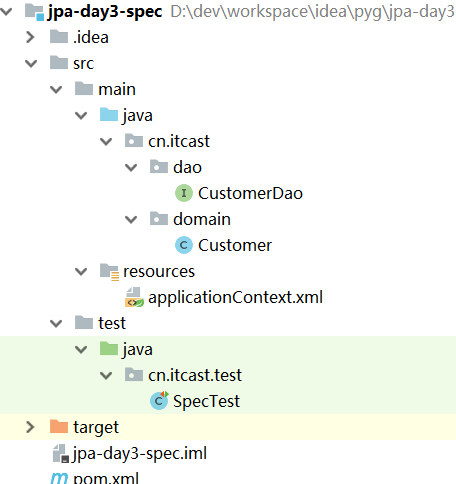 jpa-day3-spec D:\dev\workspace\idea\pyg\jpa-day3
.idea
src
main
java
cn.itcast
dao
I CustomerDao
domain
C Customer
resources
applicationContext.xml
test
java
cn.itcast.test
C SpecTest
target
jpa-day3-spec.iml
m pom.xml